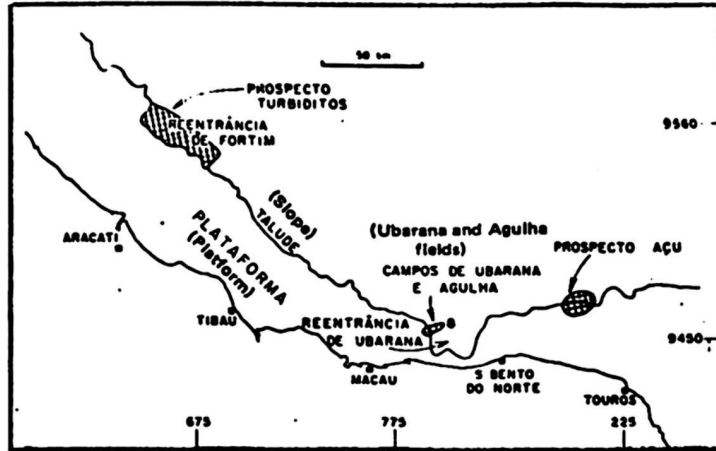 50 km
PROSPECTO
TURBIDITOS
REENTRÂNCIA
DE FORTIM
9560
(Slope)
TALUDE
PLATAFORMA
(Platform)
ARACATI
(Ubarana and Agulha
fields)
CAMPOS DE UBARANA
E AGULHA
PROSPECTO AÇU
TIBAU
REENTRÂNCIA
DE UBARANA
9450
MACAU
S BENTO
DO NORTE
TOUROS
675
775
225